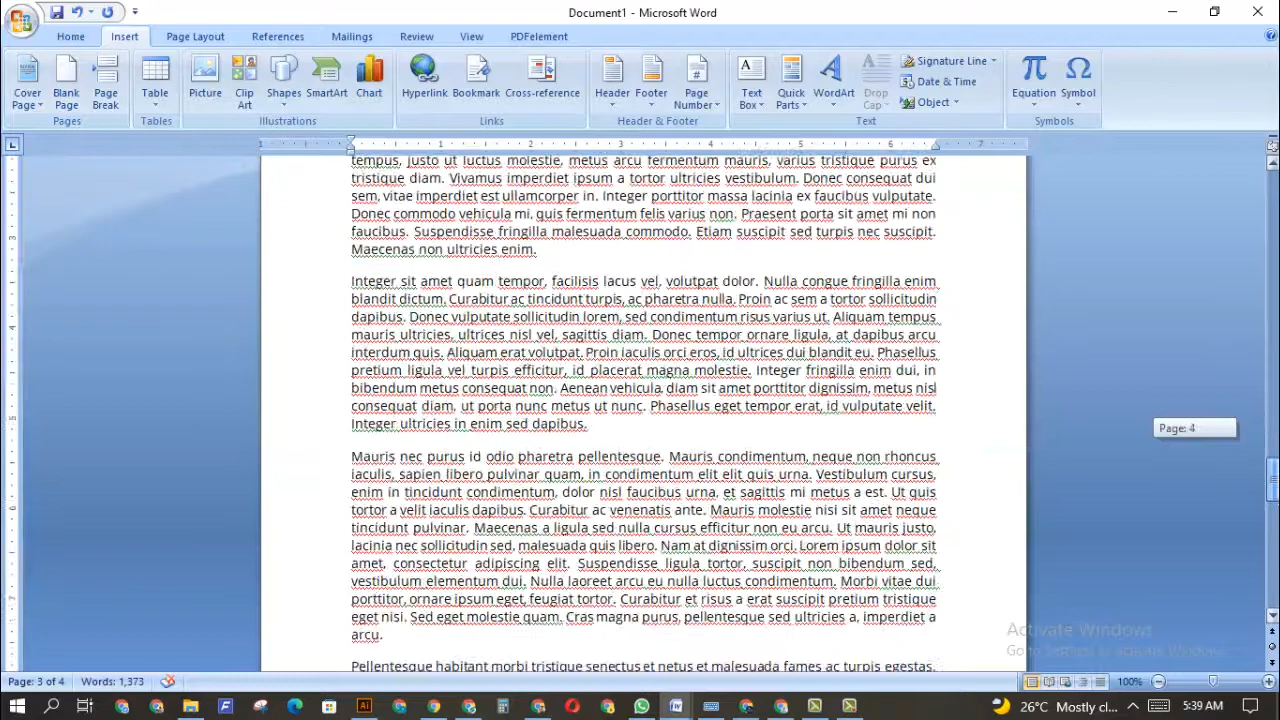 Document1 - Microsoft Word
Home Insert Page Layout References Mailings Review View PDFelement
Cover Page Blank Page Page Break Table Picture Clip Art Shapes SmartArt Chart Hyperlink Bookmark Cross-reference Header Footer Page Number Text Box Quick Parts WordArt Drop Cap Signature Line Date & Time Object Equation Symbol
Pages Tables Illustrations Links Header & Footer Text Symbols
1 1 2 3 4 5 6 7
tempus, justo ut luctus molestie, metus arcu fermentum mauris, varius tristique purus ex
tristique diam. Vivamus imperdiet ipsum a tortor ultricies vestibulum. Donec consequat dui
sem, vitae imperdiet est ullamcorper in. Integer porttitor massa lacinia ex faucibus vulputate.
Donec commodo vehicula mi, quis fermentum felis varius non. Praesent porta sit amet mi non
faucibus. Suspendisse fringilla malesuada commodo. Etiam suscipit sed turpis nec suscipit.
Maecenas non ultricies enim.
Integer sit amet quam tempor, facilisis lacus vel, volutpat dolor. Nulla congue fringilla enim
blandit dictum. Curabitur ac tincidunt turpis, ac pharetra nulla. Proin ac sem a tortor sollicitudin
dapibus. Donec vulputate sollicitudin lorem, sed condimentum risus varius ut. Aliquam tempus
mauris ultricies, ultrices nisl vel, sagittis diam. Donec tempor ornare ligula, at dapibus arcu
interdum quis. Aliquam erat volutpat. Proin iaculis orci eros, id ultrices dui blandit eu. Phasellus
pretium ligula vel turpis efficitur, id placerat magna molestie. Integer fringilla enim dui, in
bibendum metus consequat non. Aenean vehicula, diam sit amet porttitor dignissim, metus nisl
consequat diam, ut porta nunc metus ut nunc. Phasellus eget tempor erat, id vulputate velit.
Integer ultricies in enim sed dapibus.
Page: 4
Mauris nec purus id odio pharetra pellentesque. Mauris condimentum, neque non rhoncus
iaculis, sapien libero pulvinar quam, in condimentum elit elit quis urna. Vestibulum cursus,
enim in tincidunt condimentum, dolor nisl faucibus urna, et sagittis mi metus a est. Ut quis
tortor a velit iaculis dapibus. Curabitur ac venenatis ante. Mauris molestie nisi sit amet neque
tincidunt pulvinar. Maecenas a ligula sed nulla cursus efficitur non eu arcu. Ut mauris justo,
lacinia nec sollicitudin sed, malesuada quis libero. Nam at dignissim orci. Lorem ipsum dolor sit
amet, consectetur adipiscing elit. Suspendisse ligula tortor, suscipit non bibendum sed,
vestibulum elementum dui. Nulla laoreet arcu eu nulla luctus condimentum. Morbi vitae dui
porttitor, ornare ipsum eget, feugiat tortor. Curabitur et risus a erat suscipit pretium tristique
eget nisi. Sed eget molestie quam. Cras magna purus, pellentesque sed ultricies a, imperdiet a
arcu.
Activate Windows
Go to Settings to activate Windows.
Pellentesque habitant morbi tristique senectus et netus et malesuada fames ac turpis egestas.
Page: 3 of 4 Words: 1,373 100%
26°C Mostly cl... 5:39 AM